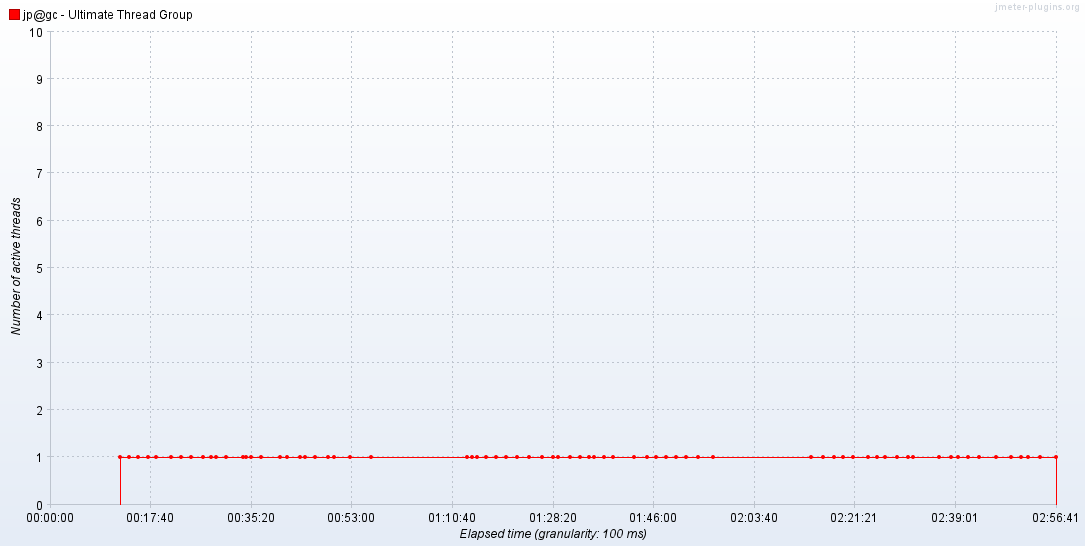 jp@gc - Ultimate Thread Group
jmeter-plugins.org
10
9
8
7
6
5
4
3
2
1
0
Number of active threads
00:00:00 00:17:40 00:35:20 00:53:00 01:10:40 01:28:20 01:46:00 02:03:40 02:21:21 02:39:01 02:56:41
Elapsed time (granularity: 100 ms)